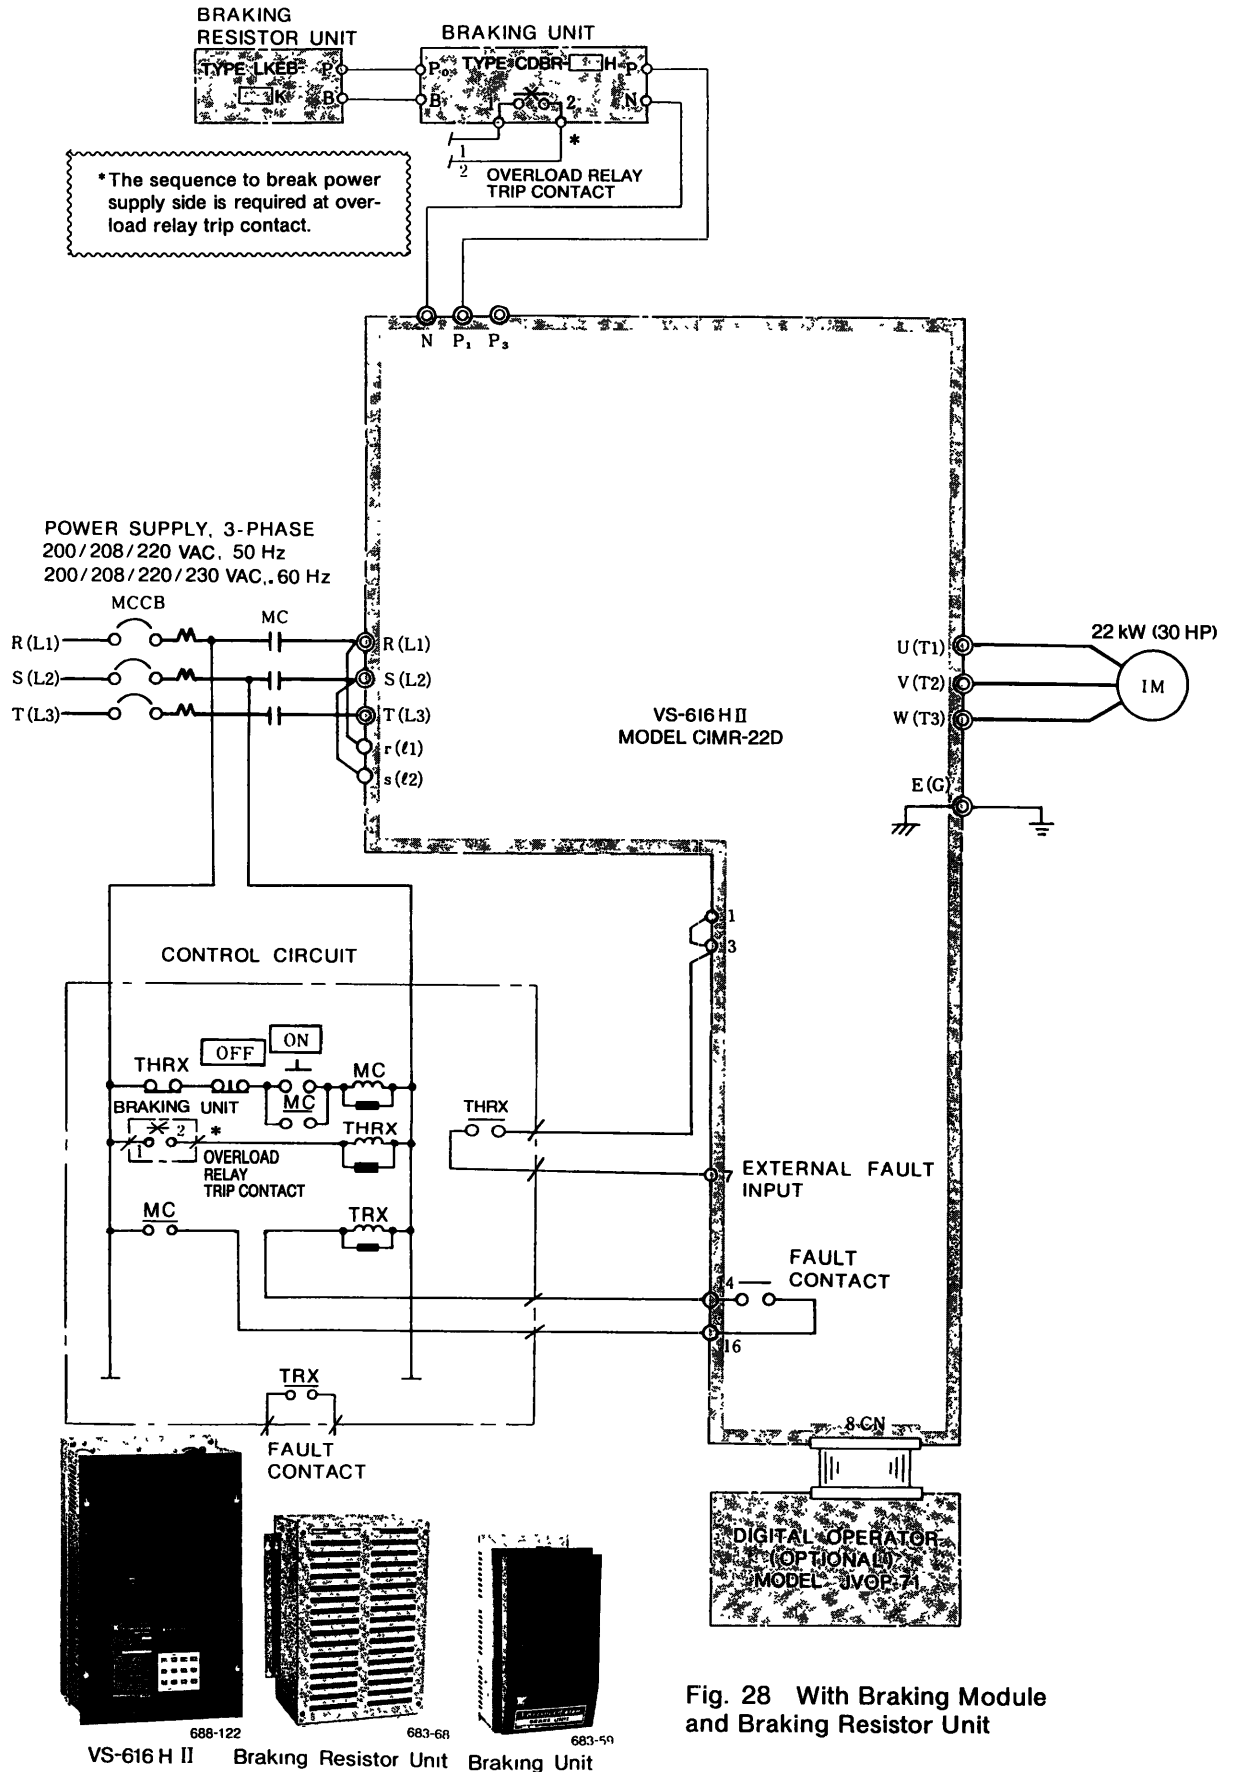 BRAKING
RESISTOR UNIT
BRAKING UNIT
TYPE LKEB-
K
P
B
P₀
B
TYPE CDBR- H
P
N
1 2
*
1
2
OVERLOAD RELAY
TRIP CONTACT
*The sequence to break power
supply side is required at over-
load relay trip contact.
N P₁ P₃
POWER SUPPLY, 3-PHASE
200/208/220 VAC, 50 Hz
200/208/220/230 VAC, 60 Hz
MCCB
MC
R(L1)
S(L2)
T(L3)
R(L1)
S(L2)
T(L3)
r(ℓ1)
s(ℓ2)
VS-616HII
MODEL CIMR-22D
U(T1)
V(T2)
W(T3)
E(G)
22 kW (30 HP)
IM
1
3
CONTROL CIRCUIT
THRX
OFF
ON
MC
MC
BRAKING UNIT
1 2
*
OVERLOAD
RELAY
TRIP CONTACT
THRX
THRX
MC
TRX
7
EXTERNAL FAULT
INPUT
FAULT
CONTACT
4
16
TRX
FAULT
CONTACT
8CN
DIGITAL OPERATOR
(OPTIONAL)
MODEL JVOP-71
688-122
VS-616 H II
683-68
Braking Resistor Unit
683-59
Braking Unit
Fig. 28 With Braking Module
and Braking Resistor Unit